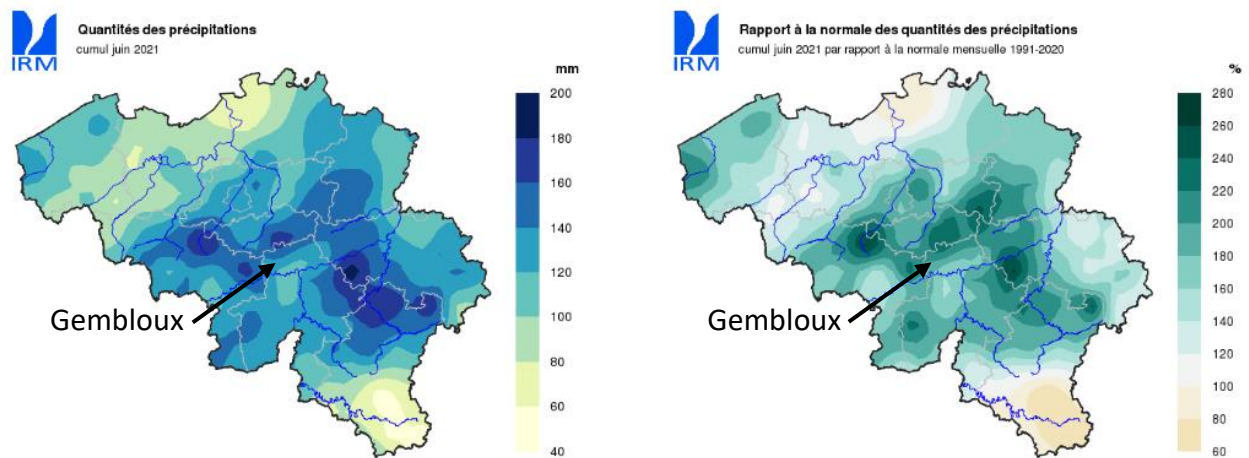 IRM
Quantités des précipitations
cumul juin 2021
mm
200
180
160
140
120
100
80
60
40
Gembloux
IRM
Rapport à la normale des quantités des précipitations
cumul juin 2021 par rapport à la normale mensuelle 1991-2020
%
280
260
240
220
200
180
160
140
120
100
80
60
Gembloux